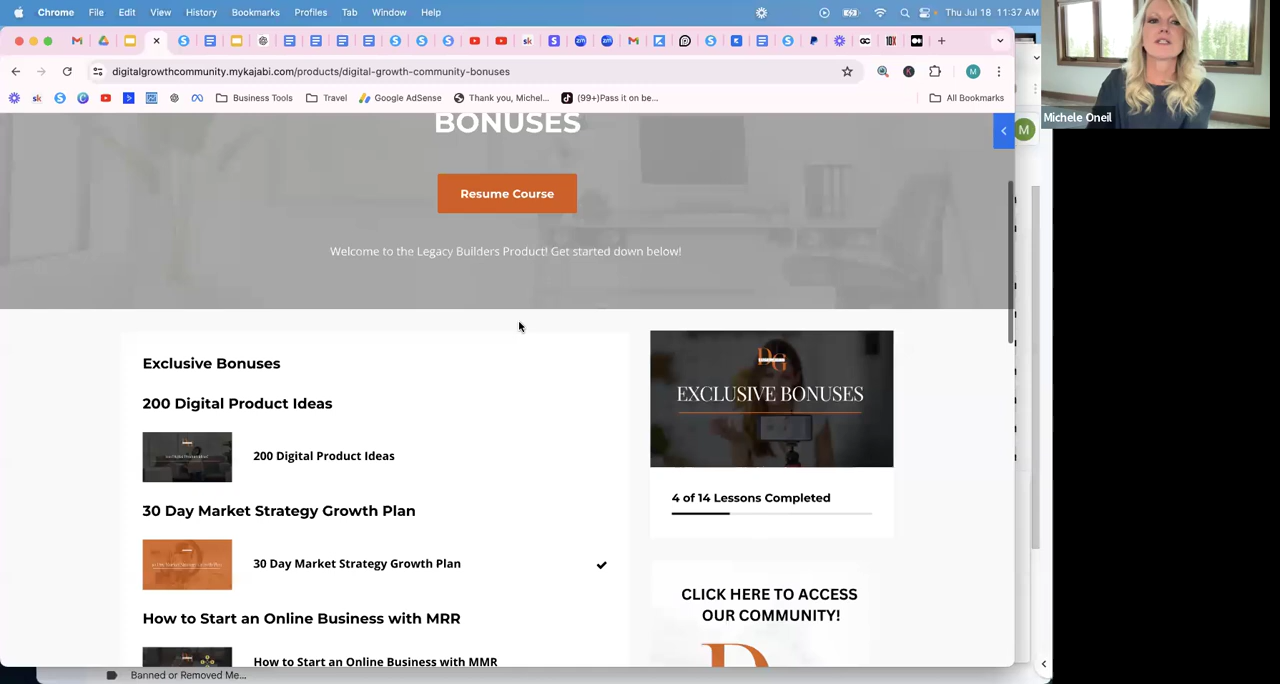 Chrome File Edit View History Bookmarks Profiles Tab Window Help Thu Jul 18 11:37 AM
digitalgrowthcommunity.mykajabi.com/products/digital-growth-community-bonuses
Business Tools Travel Google AdSense Thank you, Michel... (99+)Pass it on be... All Bookmarks
Michele Oneil
M
BONUSES
Resume Course
Welcome to the Legacy Builders Product! Get started down below!
Exclusive Bonuses
200 Digital Product Ideas
200 Digital Product Ideas
30 Day Market Strategy Growth Plan
30 Day Market Strategy Growth Plan
How to Start an Online Business with MRR
How to Start an Online Business with MMR
DG
EXCLUSIVE BONUSES
4 of 14 Lessons Completed
CLICK HERE TO ACCESS
OUR COMMUNITY!
Banned or Removed Me...